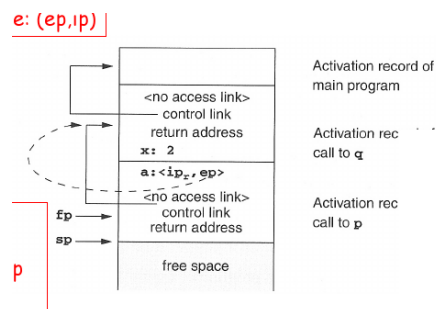 e: (ep,ip)
Activation record of
main program
<no access link>
control link
return address
x: 2
Activation rec
call to q
a:<ipr,ep>
<no access link>
control link
return address
Activation rec
call to p
fp
sp
free space
p